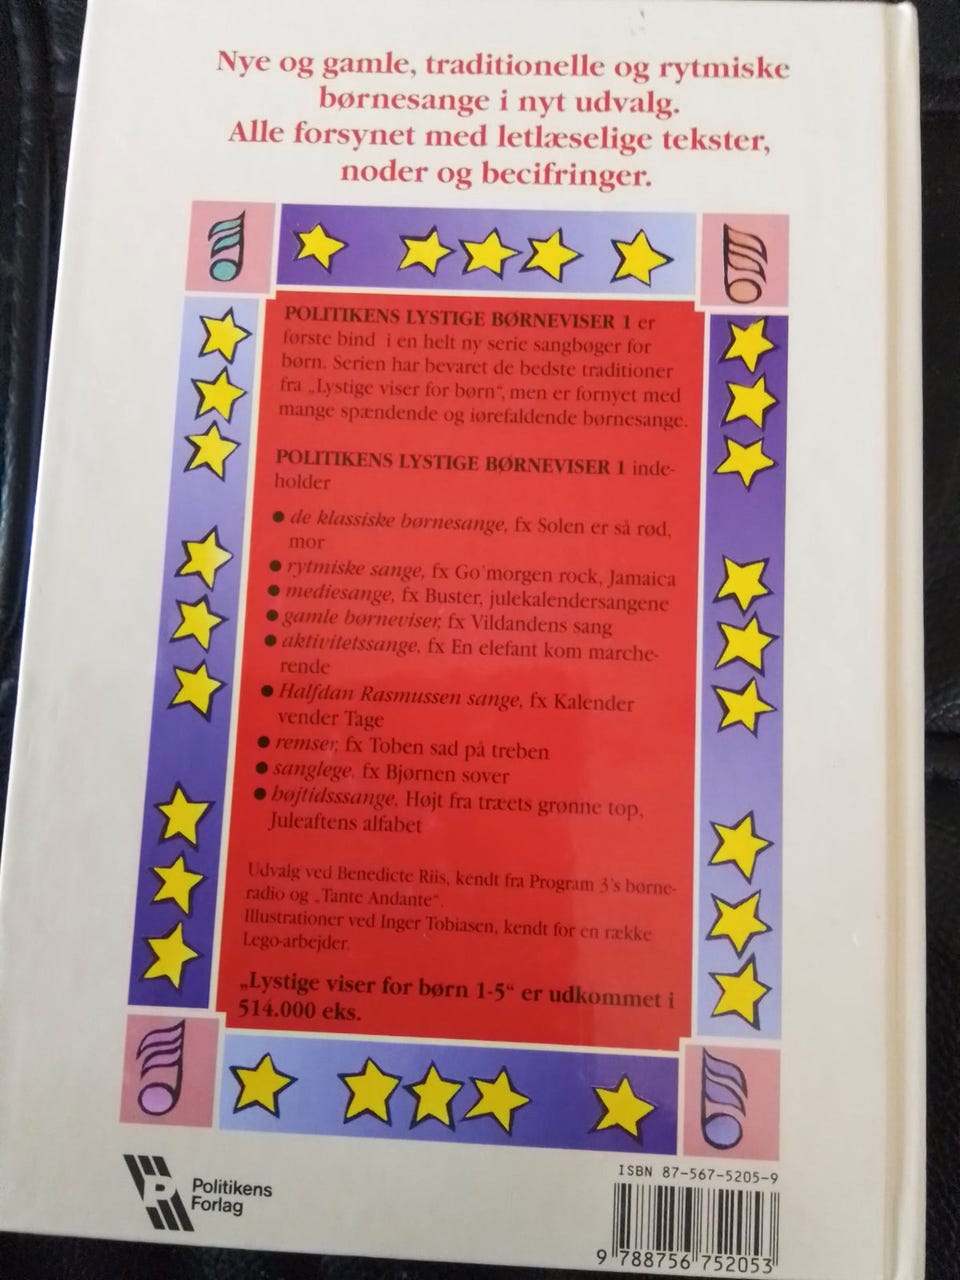 Nye og gamle, traditionelle og rytmiske
børnesange i nyt udvalg.
Alle forsynet med letlæselige tekster,
noder og becifringer.
POLITIKENS LYSTIGE BØRNEVISER 1 er
første bind i en helt ny serie sangbøger for
børn. Serien har bevaret de bedste traditioner
fra „Lystige viser for børn“, men er fornyet med
mange spændende og iørefaldende børnesange.
POLITIKENS LYSTIGE BØRNEVISER 1 inde-
holder
● de klassiske børnesange, fx Solen er så rød,
mor
● rytmiske sange, fx Go'morgen rock, Jamaica
● mediesange, fx Buster, julekalendersangene
● gamle børneviser, fx Vildandens sang
● aktivitetssange, fx En elefant kom marche-
rende
● Halfdan Rasmussen sange, fx Kalender
vender Tage
● remser, fx Toben sad på treben
● sanglege, fx Bjørnen sover
● højtidsssange, Højt fra træets grønne top,
Juleaftens alfabet
Udvalg ved Benedicte Riis, kendt fra Program 3's børne-
radio og „Tante Andante“.
Illustrationer ved Inger Tobiasen, kendt for en række
Lego-arbejder.
„Lystige viser for børn 1-5“ er udkommet i
514.000 eks.
P
Politikens
Forlag
ISBN 87-567-5205-9
9 788756 752053